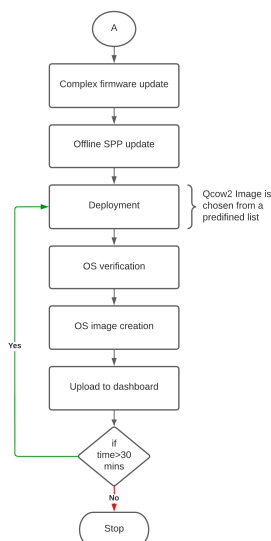 A
Complex firmware update
Offline SPP update
Deployment
Qcow2 Image is
chosen from a
predifined list
OS verification
OS image creation
Upload to dashboard
Yes
if
time>30
mins
No
Stop